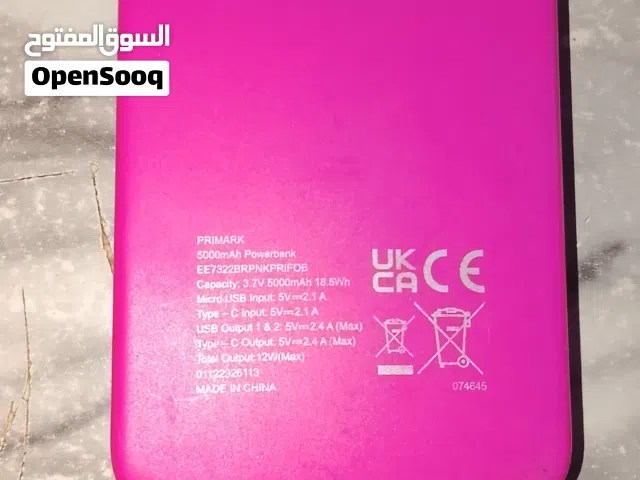 السوق المفتوح
OpenSooq
PRIMARK
5000mAh Powerbank
EE7322BRPNKPRIFOB
Capacity: 3.7V 5000mAh 18.5Wh
Micro USB Input: 5V⎓2.1 A
Type – C Input: 5V⎓2.1 A
USB Output 1 & 2: 5V⎓2.4 A (Max)
Type – C Output: 5V⎓2.4 A (Max)
Total Output:12W(Max)
01122926113
MADE IN CHINA
UK
CA
CE
074645